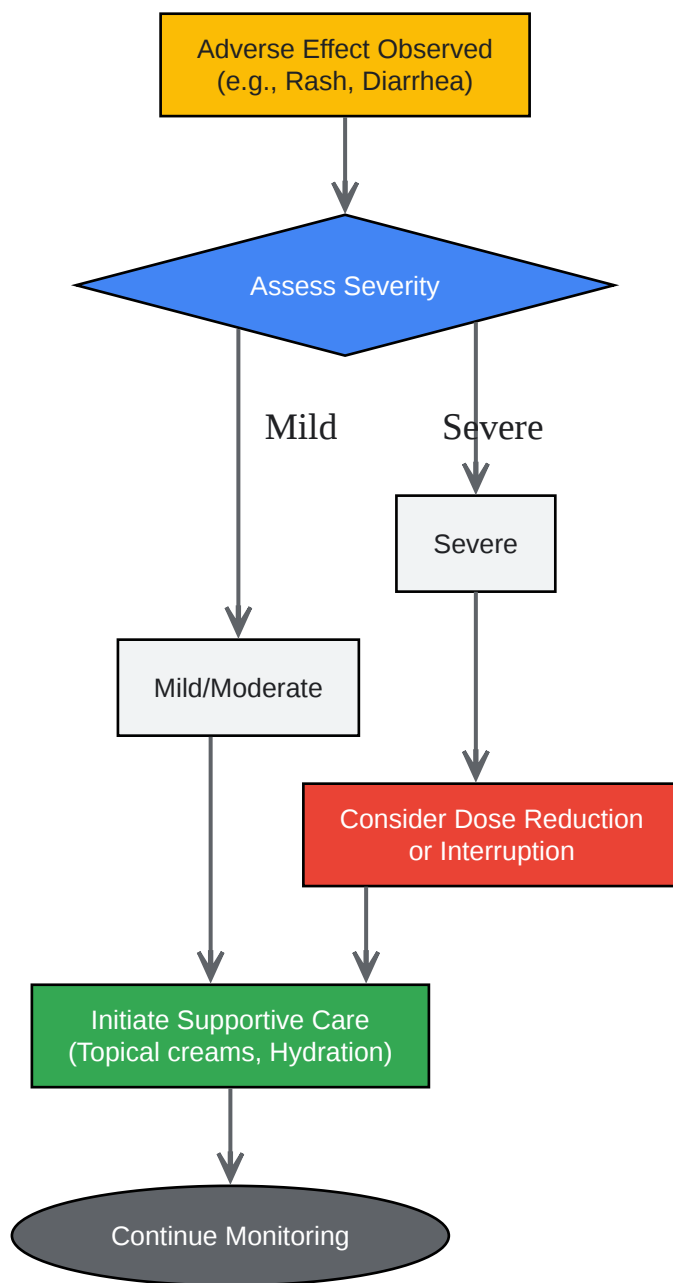 Adverse Effect Observed
(e.g., Rash, Diarrhea)
Assess Severity
Mild
Severe
Severe
Mild/Moderate
Consider Dose Reduction
or Interruption
Initiate Supportive Care
(Topical creams, Hydration)
Continue Monitoring